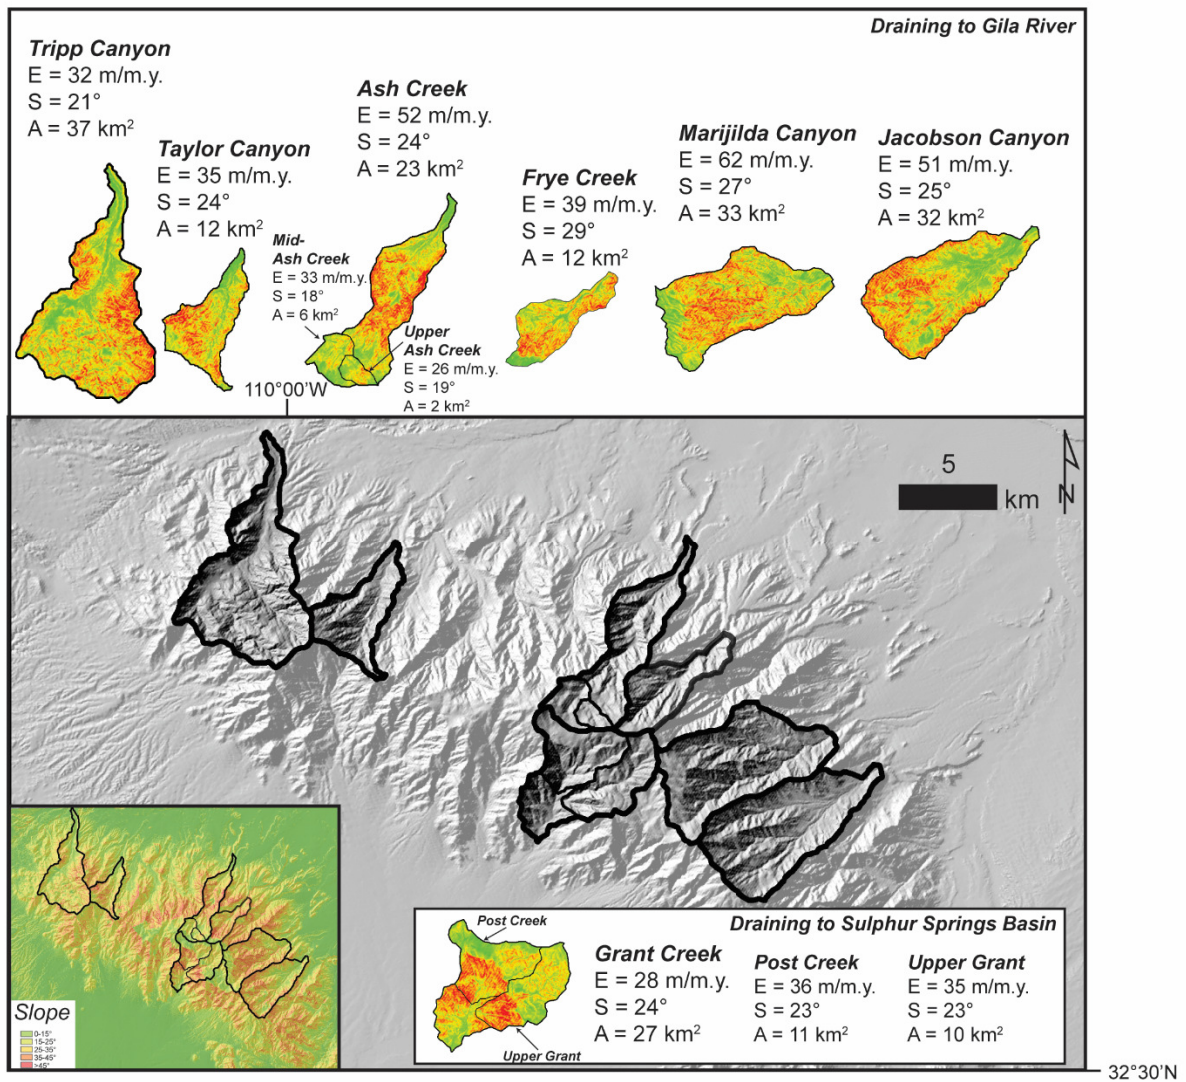 Draining to Gila River
Tripp Canyon
E = 32 m/m.y.
S = 21°
A = 37 km²
Taylor Canyon
E = 35 m/m.y.
S = 24°
A = 12 km²
Ash Creek
E = 52 m/m.y.
S = 24°
A = 23 km²
Mid-
Ash Creek
E = 33 m/m.y.
S = 18°
A = 6 km²
Upper
Ash Creek
E = 26 m/m.y.
S = 19°
A = 2 km²
Frye Creek
E = 39 m/m.y.
S = 29°
A = 12 km²
Marijilda Canyon
E = 62 m/m.y.
S = 27°
A = 33 km²
Jacobson Canyon
E = 51 m/m.y.
S = 25°
A = 32 km²
110°00'W
5
km
N
Slope
0-15°
15-25°
25-35°
35-45°
>45°
Draining to Sulphur Springs Basin
Post Creek
Upper Grant
Grant Creek
E = 28 m/m.y.
S = 24°
A = 27 km²
Post Creek
E = 36 m/m.y.
S = 23°
A = 11 km²
Upper Grant
E = 35 m/m.y.
S = 23°
A = 10 km²
32°30'N